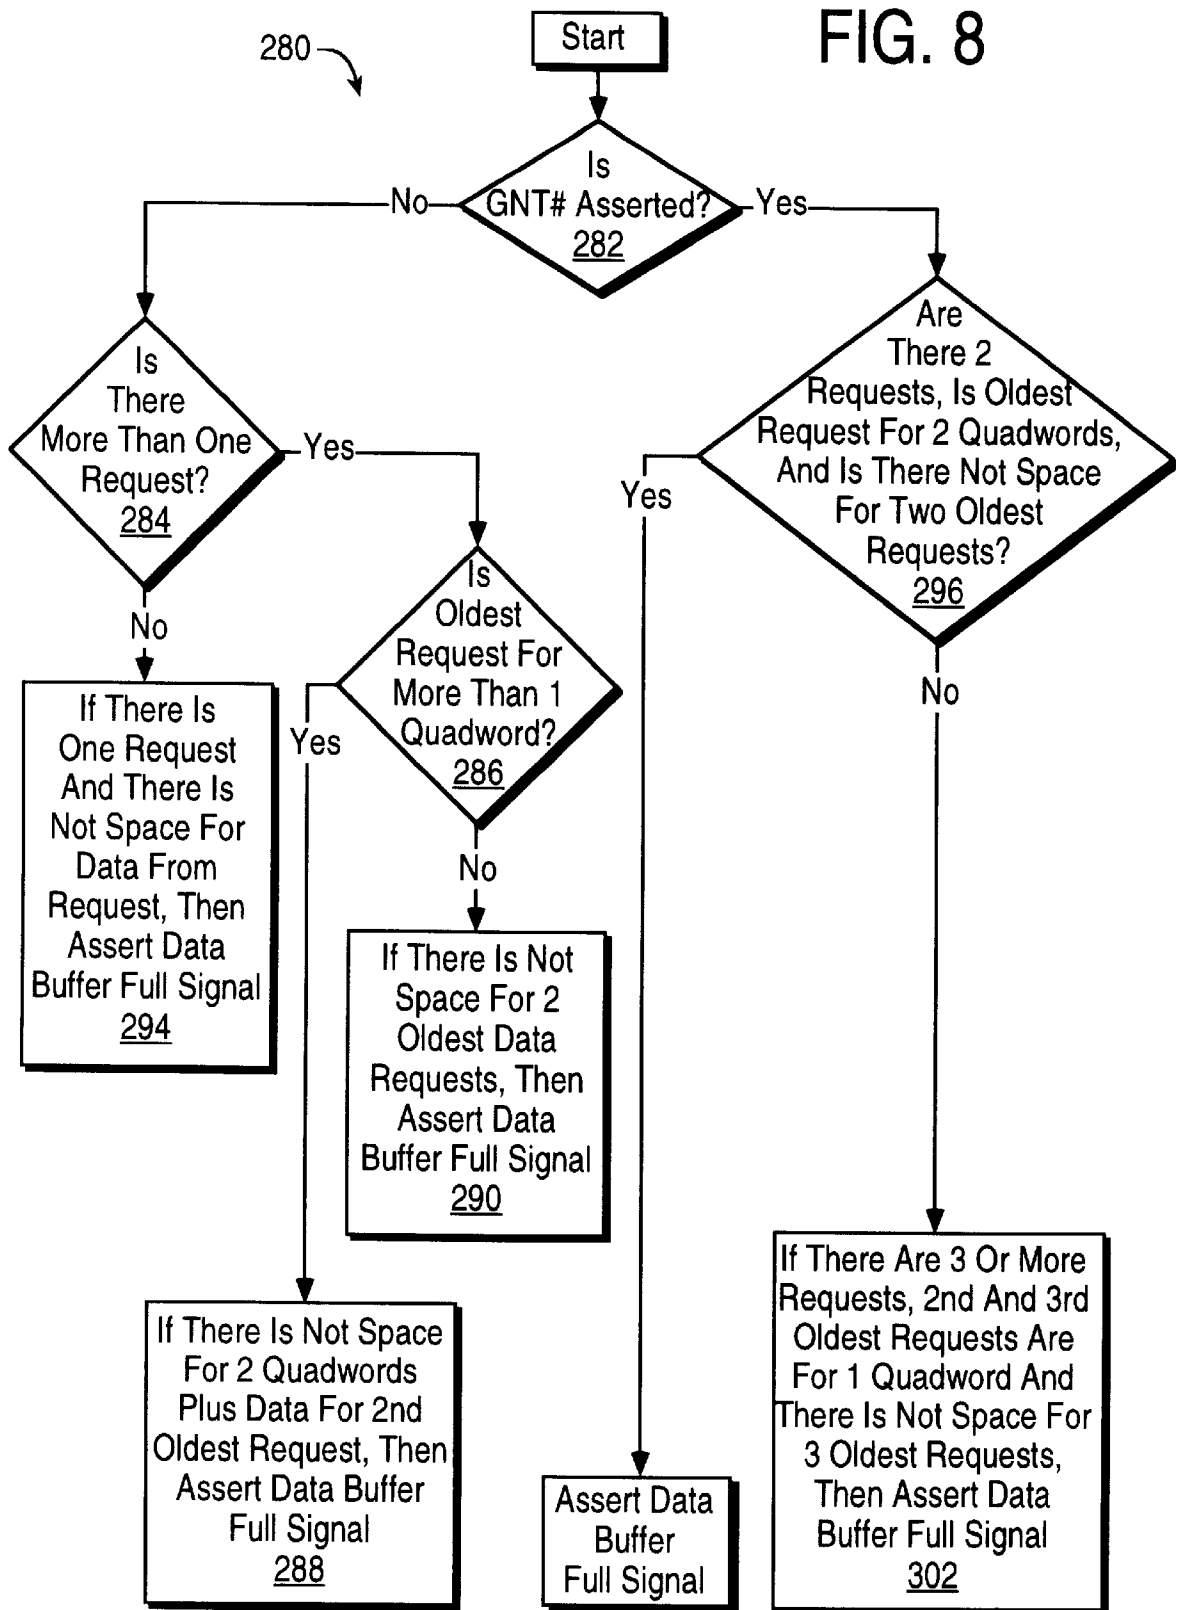 FIG. 8
280
Start
Is
GNT# Asserted?
282
No
Yes
Is
There
More Than One
Request?
284
Yes
No
Are
There 2
Requests, Is Oldest
Request For 2 Quadwords,
And Is There Not Space
For Two Oldest
Requests?
296
Yes
No
Is
Oldest
Request For
More Than 1
Quadword?
286
Yes
No
If There Is
One Request
And There Is
Not Space For
Data From
Request, Then
Assert Data
Buffer Full Signal
294
If There Is Not
Space For 2
Oldest Data
Requests, Then
Assert Data
Buffer Full Signal
290
If There Is Not Space
For 2 Quadwords
Plus Data For 2nd
Oldest Request, Then
Assert Data Buffer
Full Signal
288
Assert Data
Buffer
Full Signal
If There Are 3 Or More
Requests, 2nd And 3rd
Oldest Requests Are
For 1 Quadword And
There Is Not Space For
3 Oldest Requests,
Then Assert Data
Buffer Full Signal
302